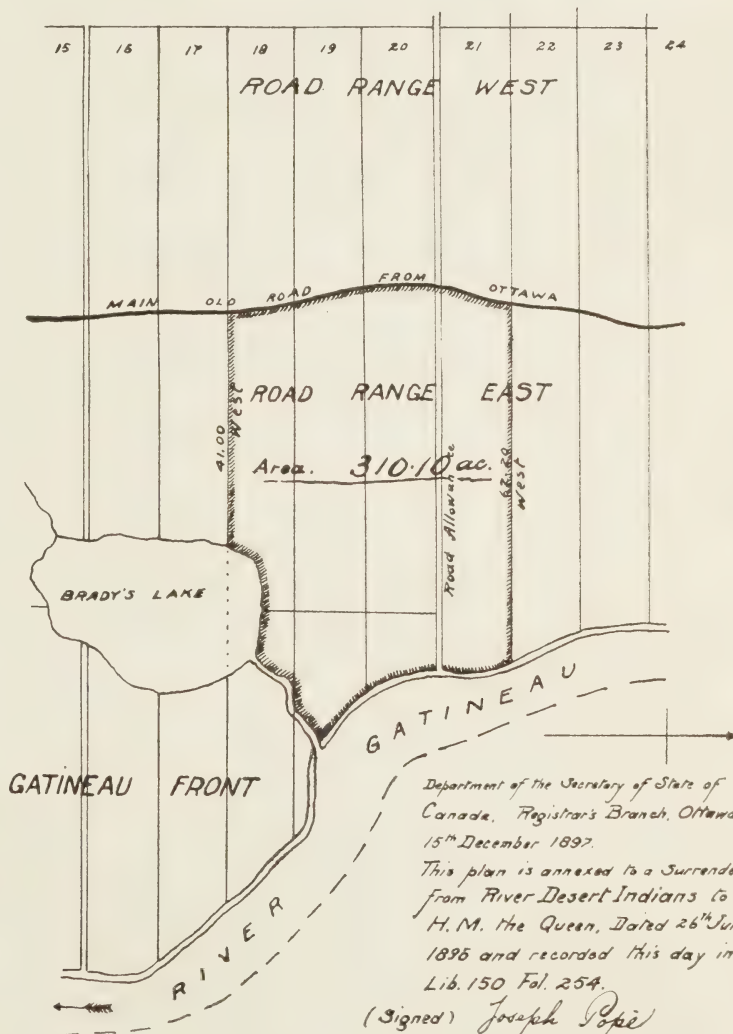 15 16 17 18 19 20 21 22 23 24
ROAD RANGE WEST
MAIN OLD ROAD FROM OTTAWA
ROAD RANGE EAST
41.00 West
Area. 310.10 ac.
Road Allowance
62.20 West
BRADY'S LAKE
GATINEAU
GATINEAU FRONT
RIVER
Department of the Secretary of State of
Canada, Registrar's Branch, Ottawa
15th December 1897.
This plan is annexed to a Surrende
from River Desert Indians to
H.M. the Queen, Dated 26th
and recorded this day in
Lib. 150 Fol. 254.
(Signed) Joseph Pope